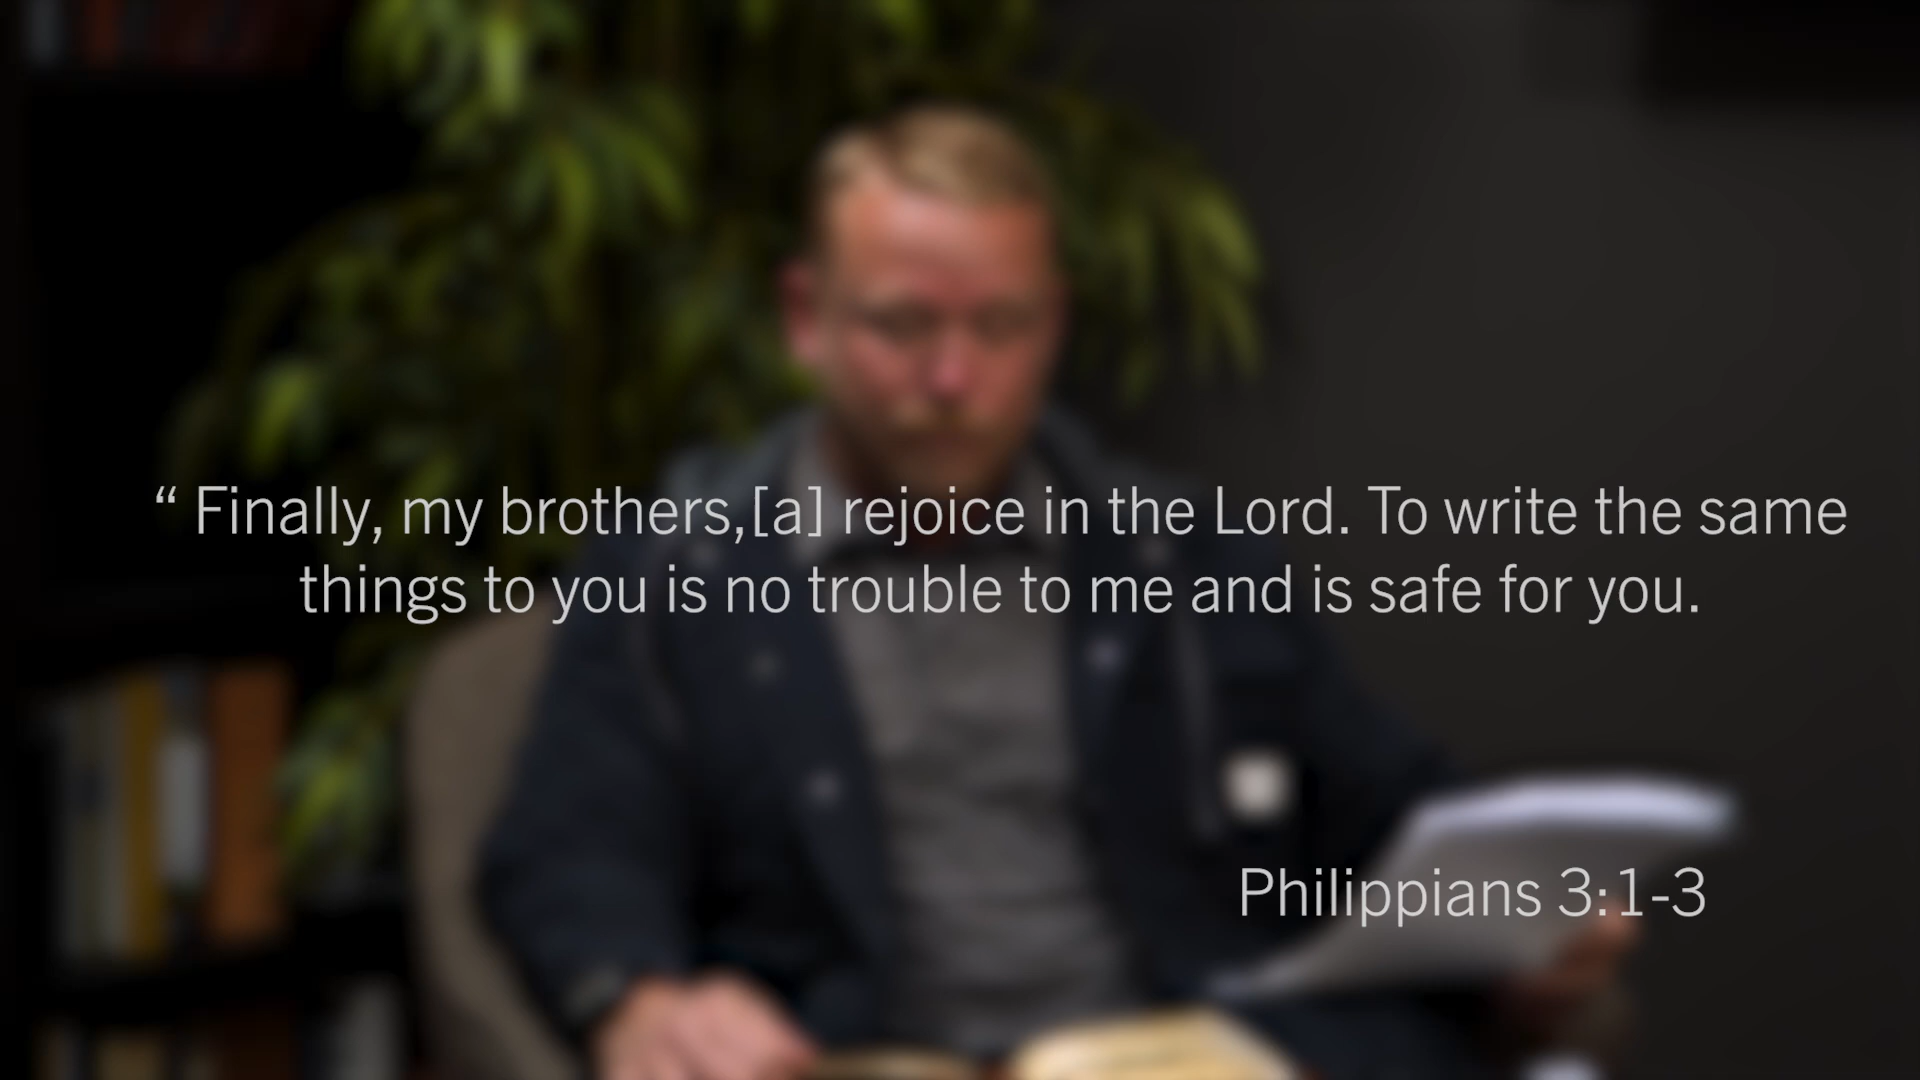 “ Finally, my brothers,[a] rejoice in the Lord. To write the same
things to you is no trouble to me and is safe for you.
Philippians 3:1-3